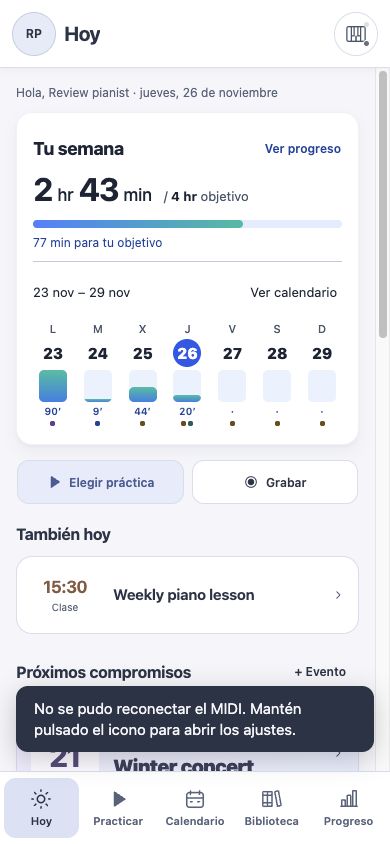 RP
Hoy
Hola, Review pianist · jueves, 26 de noviembre
Tu semana
Ver progreso
2 hr 43 min / 4 hr objetivo
77 min para tu objetivo
23 nov – 29 nov
Ver calendario
L M X J V S D
23 24 25 26 27 28 29
90’ 9’ 44’ 20’ · · ·
Elegir práctica
Grabar
También hoy
15:30
Clase
Weekly piano lesson
Próximos compromisos
+ Evento
No se pudo reconectar el MIDI. Mantén
pulsado el icono para abrir los ajustes.
21
Winter concert
Hoy
Practicar
Calendario
Biblioteca
Progreso